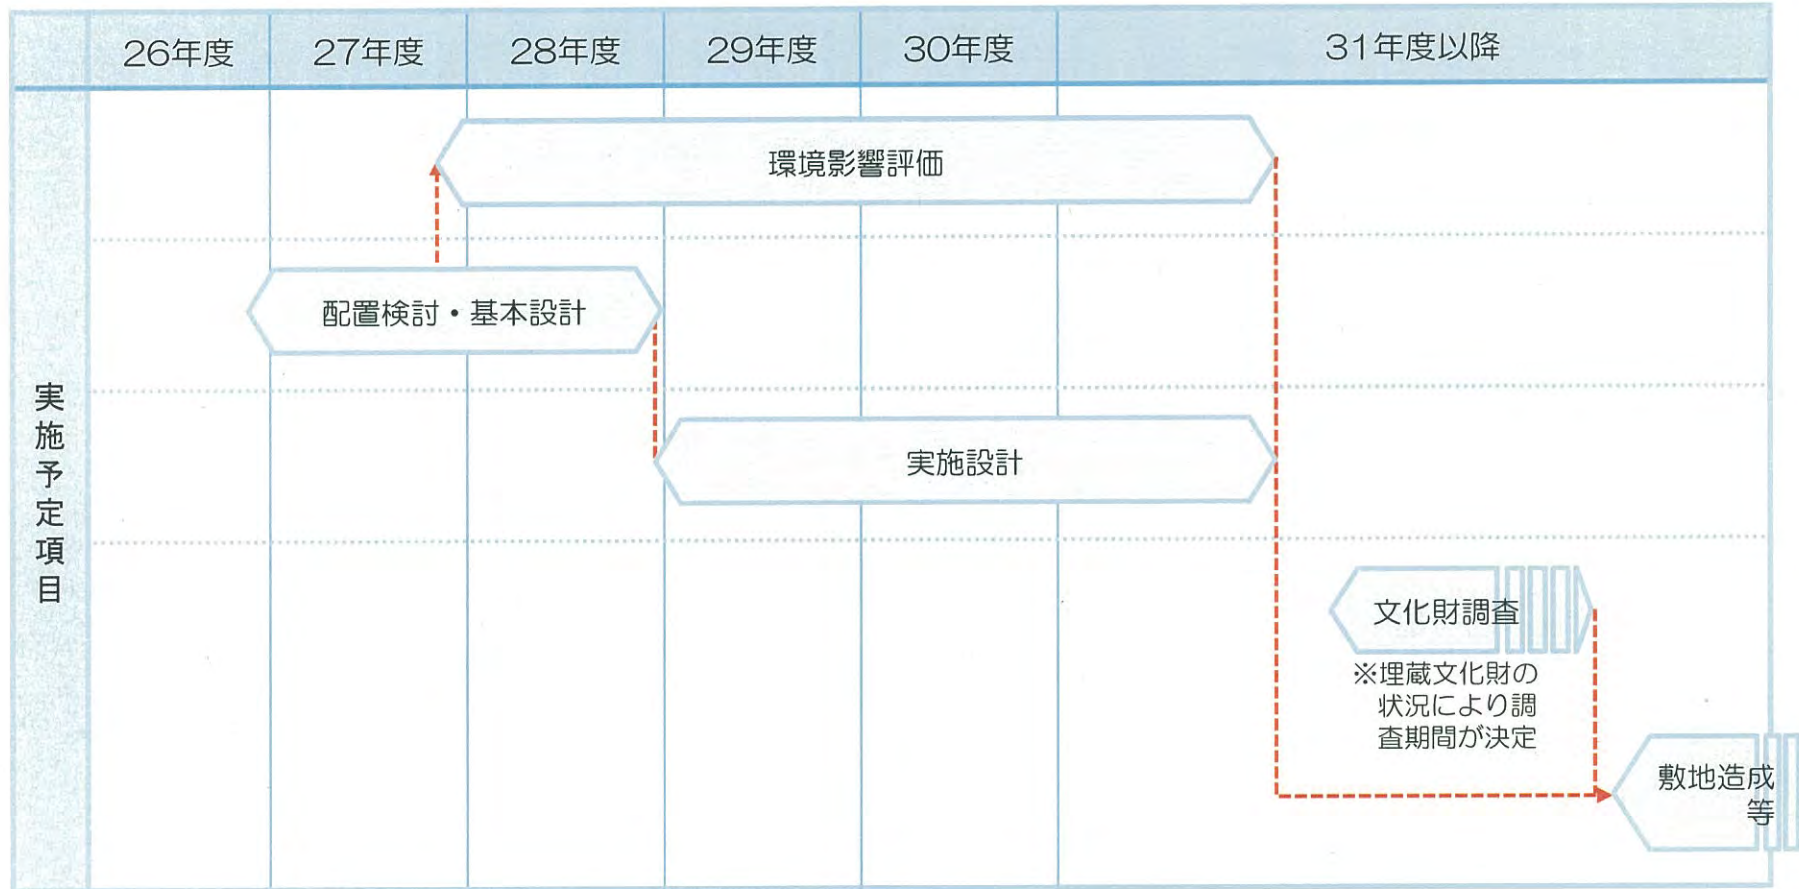 26年度
27年度
28年度
29年度
30年度
31年度以降
実施予定項目
環境影響評価
配置検討・基本設計
実施設計
文化財調査
※埋蔵文化財の
状況により調
査期間が決定
敷地造成
等